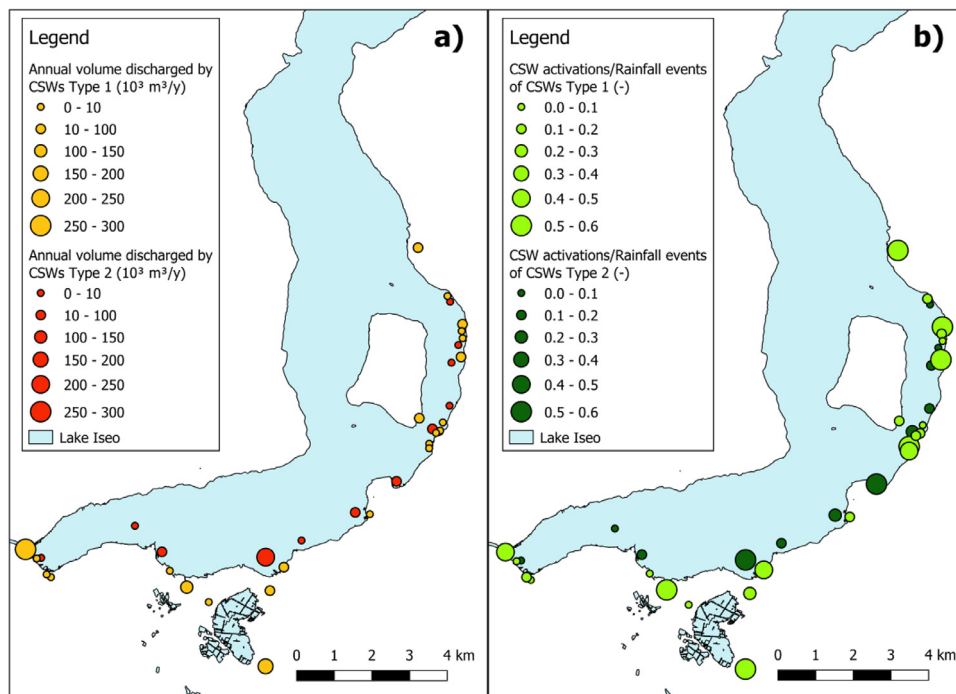 a)
Legend
Annual volume discharged by
CSWs Type 1 (10³ m³/y)
0 - 10
10 - 100
100 - 150
150 - 200
200 - 250
250 - 300
Annual volume discharged by
CSWs Type 2 (10³ m³/y)
0 - 10
10 - 100
100 - 150
150 - 200
200 - 250
250 - 300
Lake Iseo
0 1 2 3 4 km
b)
Legend
CSW activations/Rainfall events
of CSWs Type 1 (-)
0.0 - 0.1
0.1 - 0.2
0.2 - 0.3
0.3 - 0.4
0.4 - 0.5
0.5 - 0.6
CSW activations/Rainfall events
of CSWs Type 2 (-)
0.0 - 0.1
0.1 - 0.2
0.2 - 0.3
0.3 - 0.4
0.4 - 0.5
0.5 - 0.6
Lake Iseo
0 1 2 3 4 km